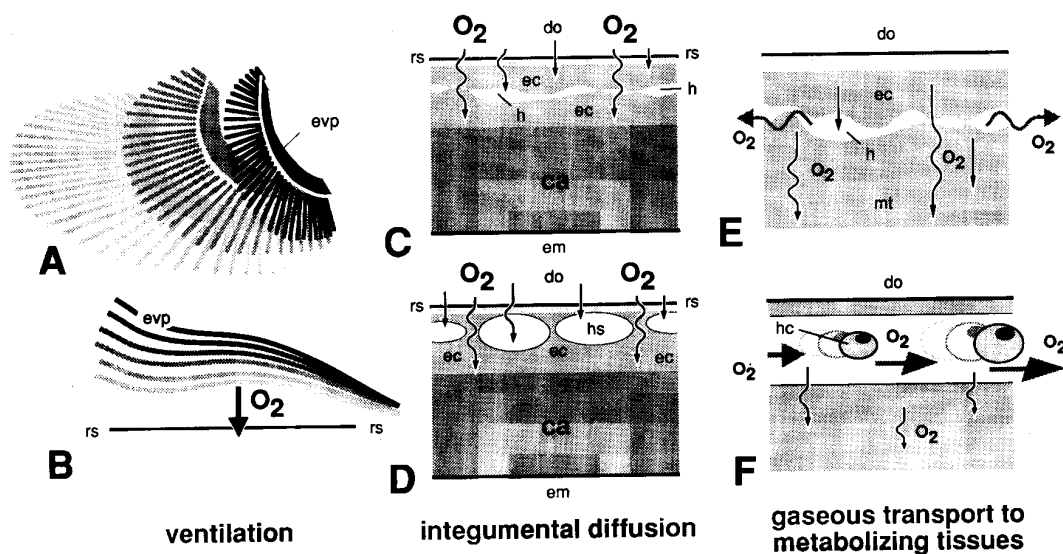 evp
A
evp
O2
rs rs
B
ventilation
O2 do O2
rs rs
ec
h
h
ec
ca
C
em
O2 do O2
rs rs
hs
ec ec ec
ca
D
em
integumental diffusion
do
ec
O2 O2
h
O2 O2
mt
E
do
hc
O2 O2 O2
O2
F
gaseous transport to
metabolizing tissues